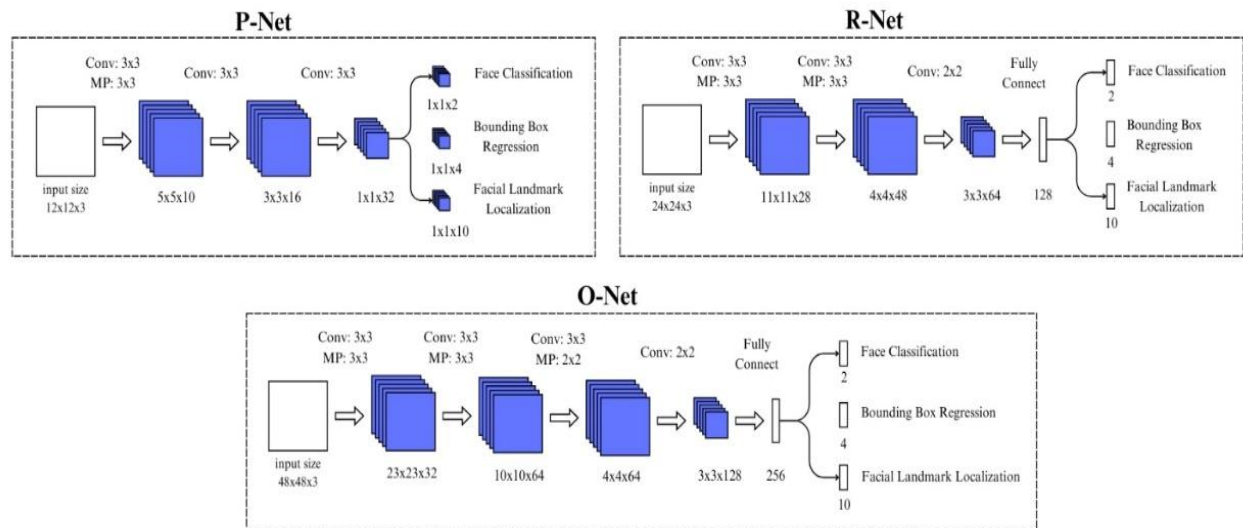 P-Net
Conv: 3x3
MP: 3x3
Conv: 3x3
Conv: 3x3
input size
12x12x3
5x5x10
3x3x16
1x1x32
1x1x2
1x1x4
1x1x10
Face Classification
Bounding Box
Regression
Facial Landmark
Localization
R-Net
Conv: 3x3
MP: 3x3
Conv: 3x3
MP: 3x3
Conv: 2x2
Fully
Connect
input size
24x24x3
11x11x28
4x4x48
3x3x64
128
Face Classification
2
Bounding Box
Regression
4
Facial Landmark
Localization
10
O-Net
Conv: 3x3
MP: 3x3
Conv: 3x3
MP: 3x3
Conv: 3x3
MP: 2x2
Conv: 2x2
Fully
Connect
input size
48x48x3
23x23x32
10x10x64
4x4x64
3x3x128
256
Face Classification
2
Bounding Box Regression
4
Facial Landmark Localization
10